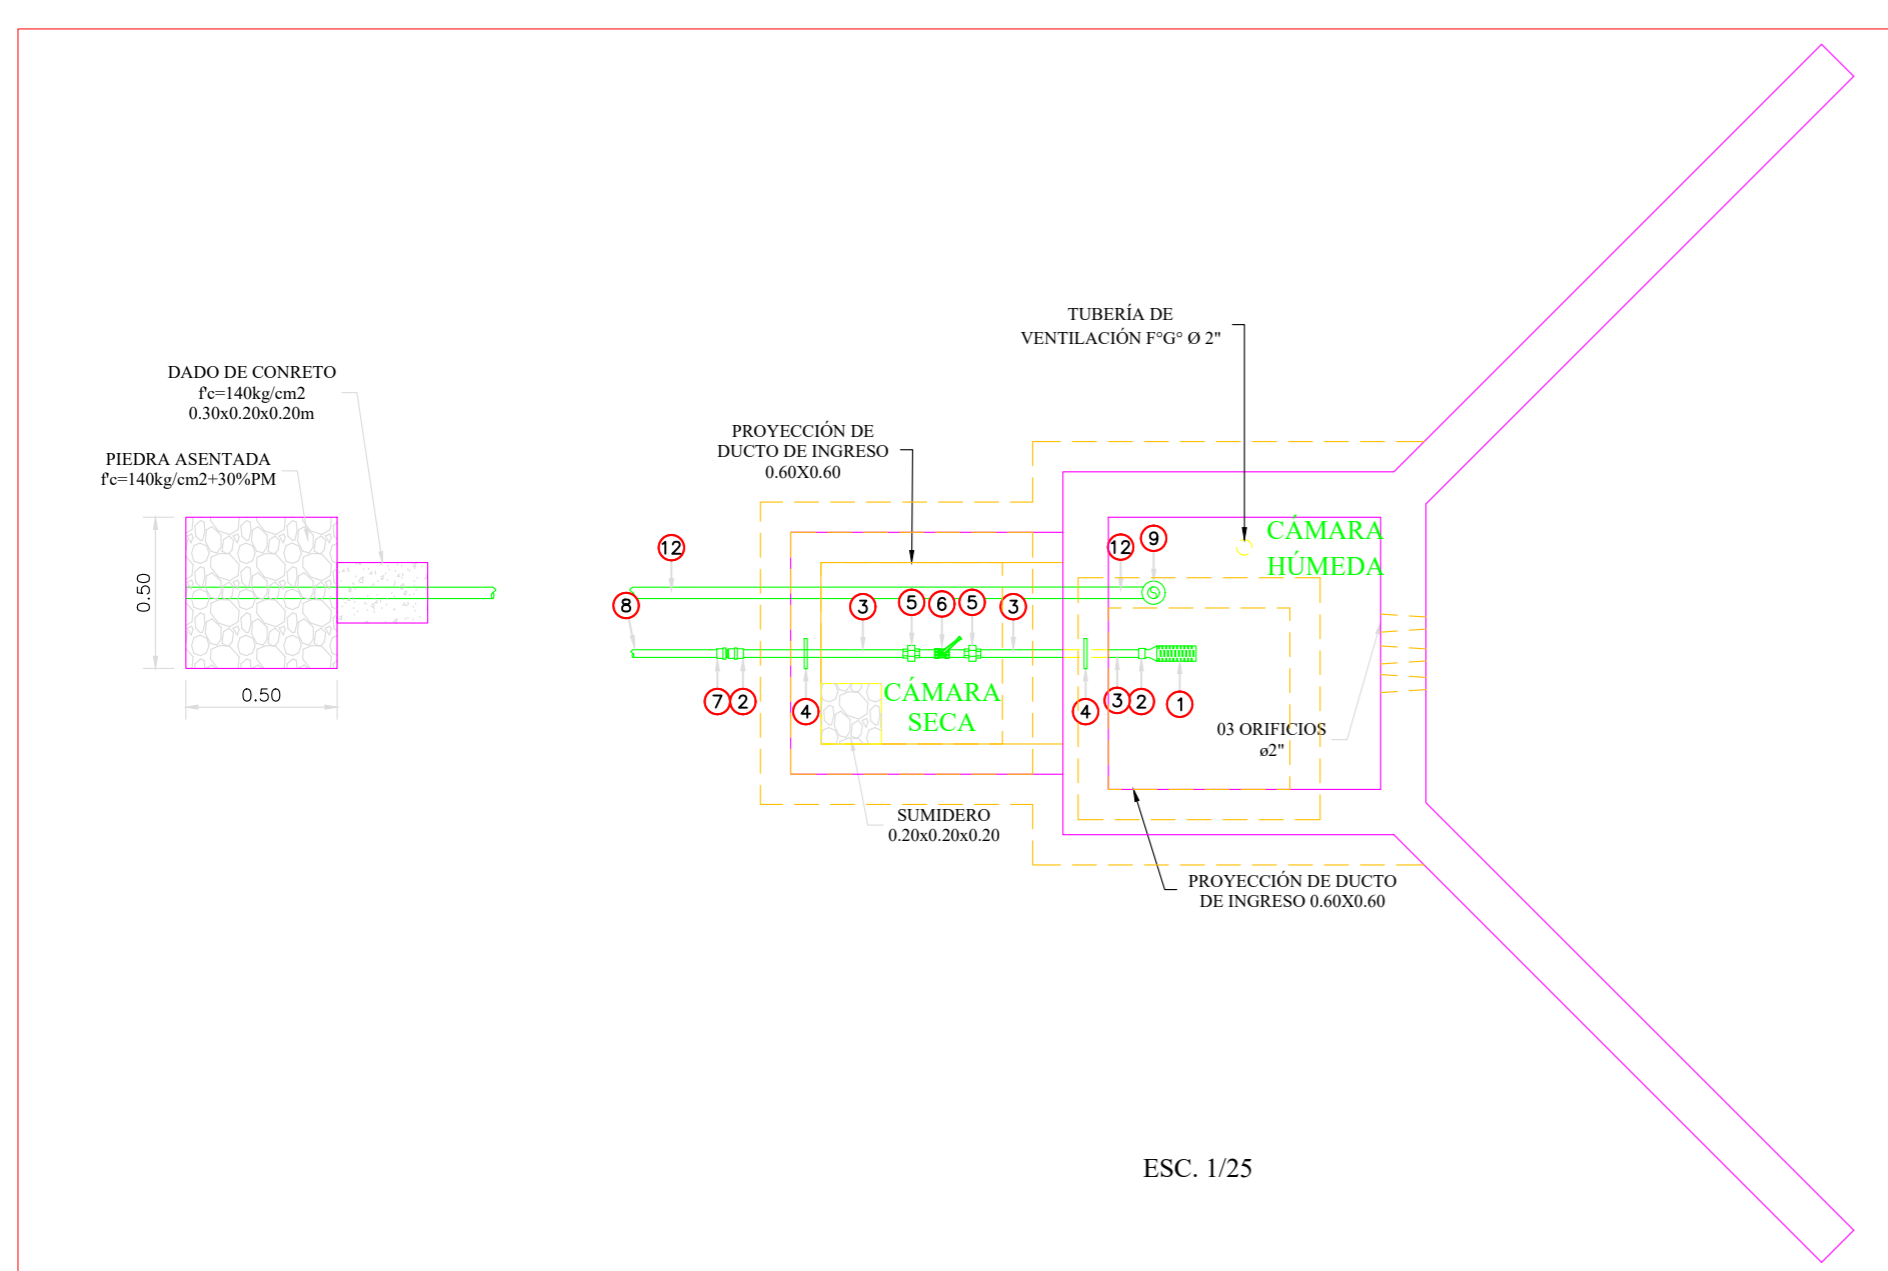 TUBERÍA DE
VENTILACIÓN F°G° Ø 2"
DADO DE CONRETO
f'c=140kg/cm2
0.30x0.20x0.20m
PROYECCIÓN DE
DUCTO DE INGRESO
0.60X0.60
PIEDRA ASENTADA
f'c=140kg/cm2+30%PM
CÁMARA
HÚMEDA
12
12
9
0.50
8
3
5
6
5
3
0.50
CÁMARA
SECA
7
2
4
4
3
2
1
03 ORIFICIOS
ø2"
SUMIDERO
0.20x0.20x0.20
PROYECCIÓN DE DUCTO
DE INGRESO 0.60X0.60
ESC. 1/25